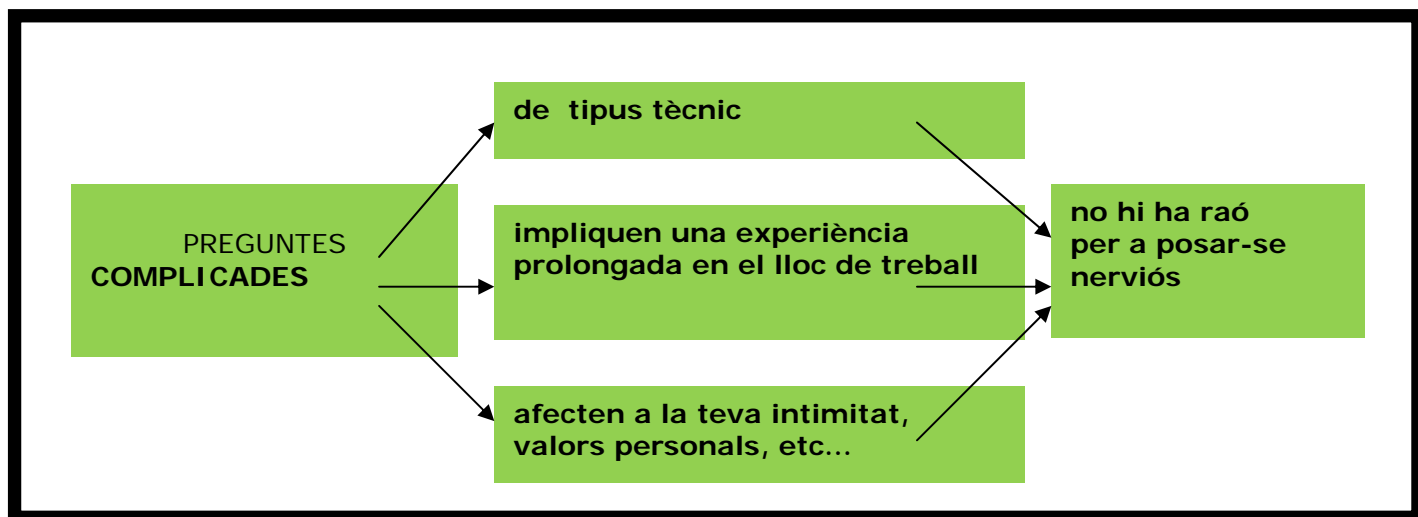 PREGUNTES
COMPLICADES
de tipus tècnic
impliquen una experiència
prolongada en el lloc de treball
afecten a la teva intimitat,
valors personals, etc...
no hi ha raó
per a posar-se
nerviós